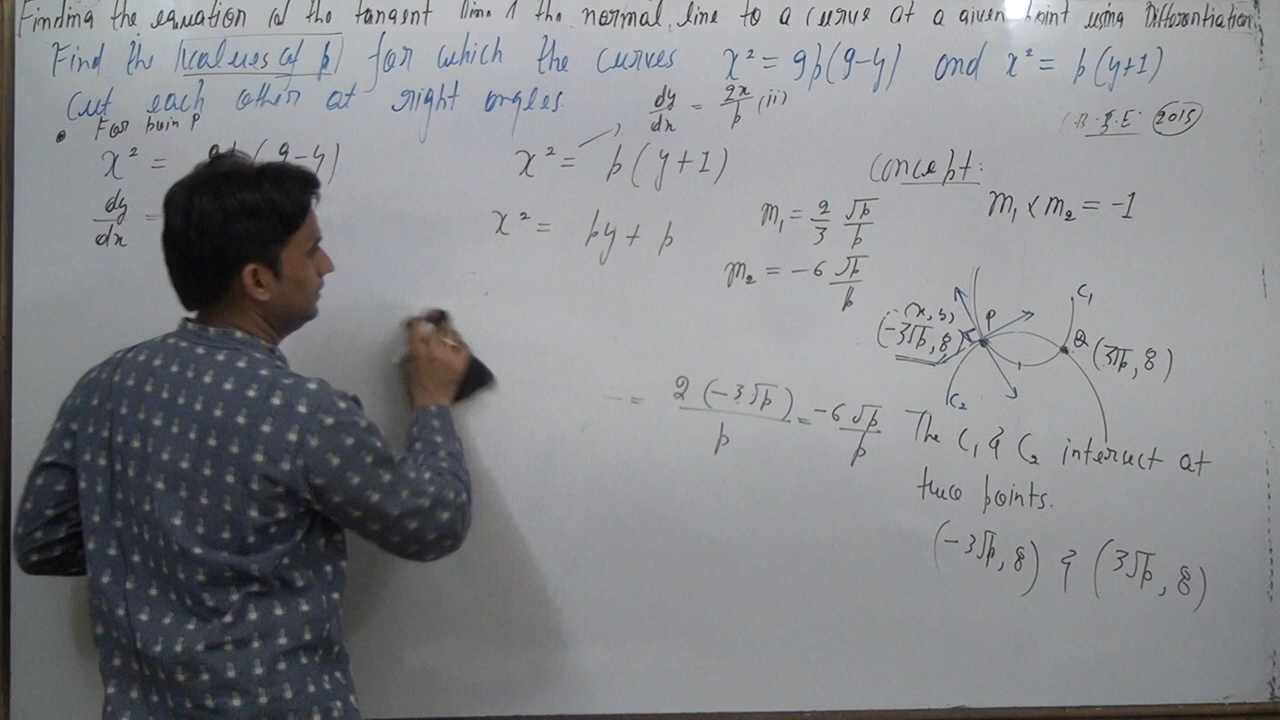 Finding the equation of the tangent line & the normal line to a curve at a given point using Differentiation.
Find the values of p for which the curves x² = 9p(9-y) and x² = p(y+1)
cut each other at right angles.
dy/dx = 2x/p (ii)
C.B.S.E. 2015
For poin P
x² = 9p(9-y)
dy/dx =
x² = p(y+1)
x² = py + p
m₁ = 2/3 √p/p
m₂ = -6 √p/p
= 2(-3√p)/p = -6√p/p
Concept:
m₁ × m₂ = -1
C₁
P
Q (3√p, 8)
(-3√p, 8)
C₂
The C₁ & C₂ intersect at
two points.
(-3√p, 8) & (3√p, 8)